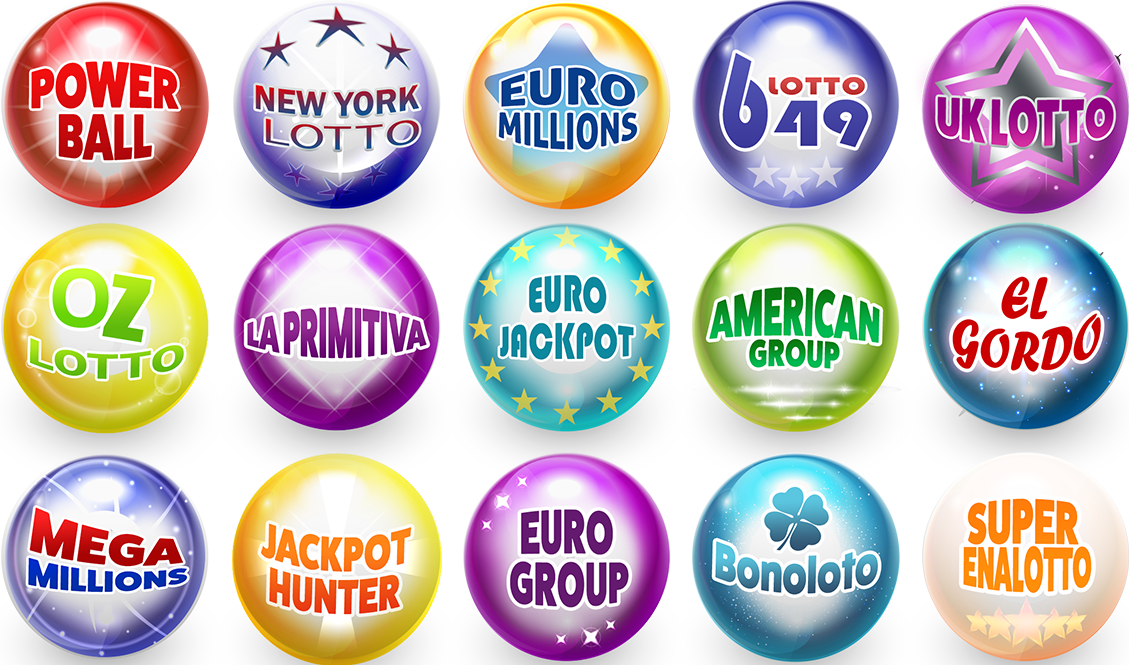 POWER
BALL
NEW YORK
LOTTO
EURO
MILLIONS
6 LOTTO
49
UK LOTTO
OZ
LOTTO
LA PRIMITIVA
EURO
JACKPOT
AMERICAN
GROUP
EL
GORDO
MEGA
MILLIONS
JACKPOT
HUNTER
EURO
GROUP
Bonoloto
SUPER
ENALOTTO